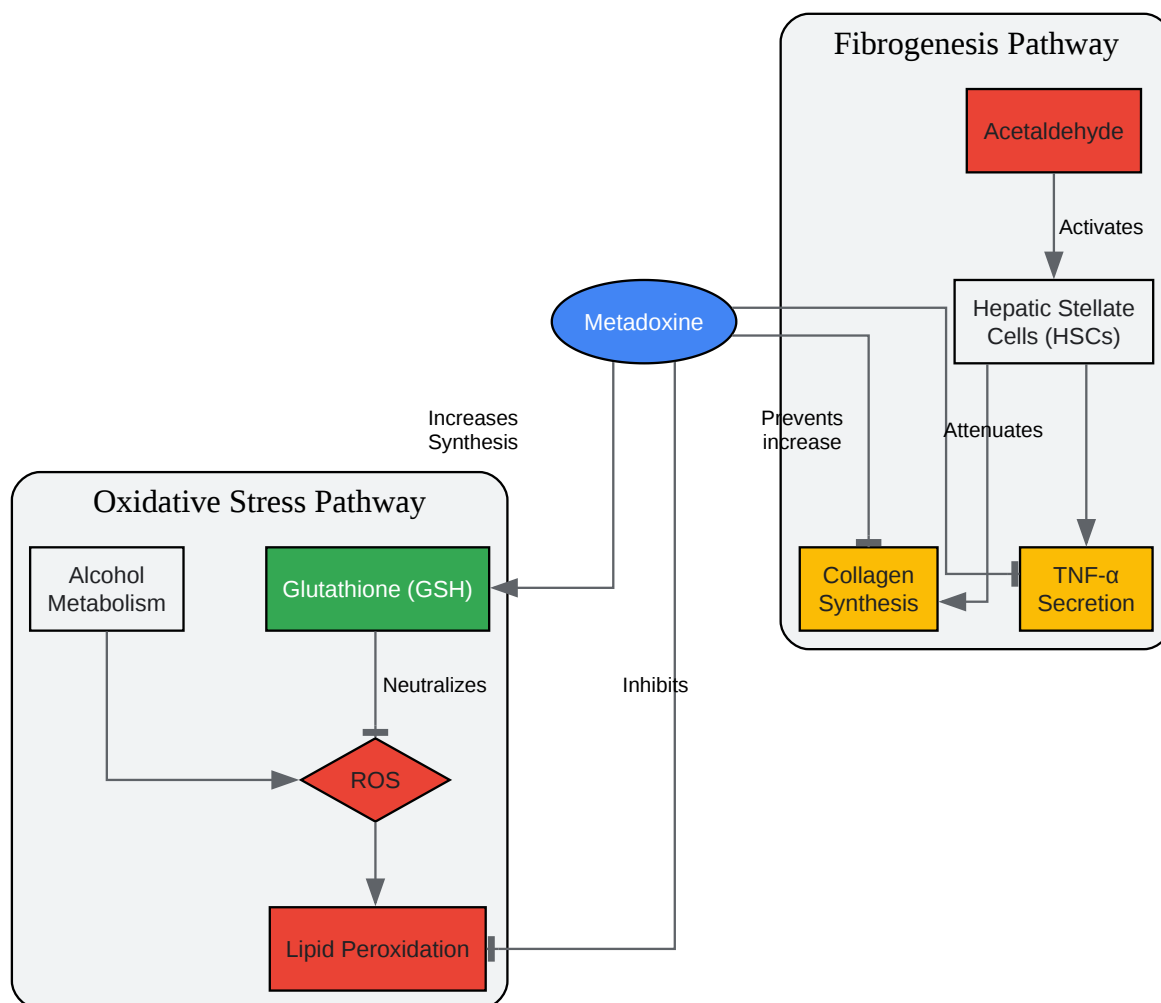 Fibrogenesis Pathway
Acetaldehyde
Activates
Hepatic Stellate
Cells (HSCs)
Metadoxine
Increases
Synthesis
Prevents
increase
Attenuates
Oxidative Stress Pathway
Alcohol
Metabolism
Glutathione (GSH)
Collagen
Synthesis
TNF-α
Secretion
Neutralizes
Inhibits
ROS
Lipid Peroxidation